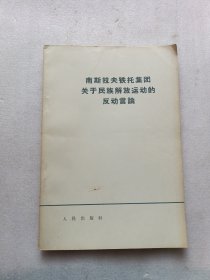 南斯拉夫铁托集团
关于民族解放运动的
反动言論
人民出版社